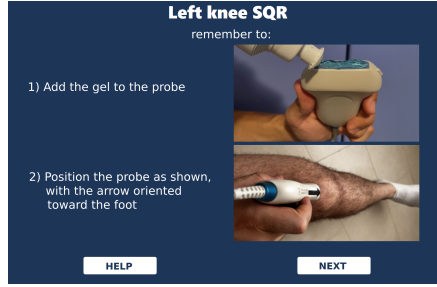 Left knee SQR
remember to:
1) Add the gel to the probe
2) Position the probe as shown,
with the arrow oriented
toward the foot
HELP
NEXT